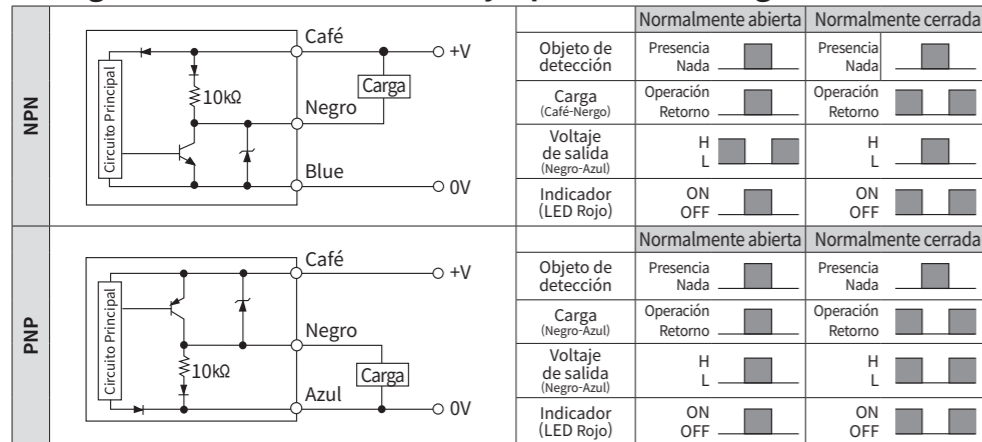 NPN
Circuito Principal
10kΩ
Café
Negro
Blue
Carga
+V
0V
Normalmente abierta Normalmente cerrada
Objeto de
detección
Presencia
Nada
Presencia
Nada
Carga
(Café-Nergo)
Operación
Retorno
Operación
Retorno
Voltaje
de salida
(Negro-Azul)
H
L
H
L
Indicador
(LED Rojo)
ON
OFF
ON
OFF
PNP
Circuito Principal
10kΩ
Café
Negro
Azul
Carga
+V
0V
Normalmente abierta Normalmente cerrada
Objeto de
detección
Presencia
Nada
Presencia
Nada
Carga
(Negro-Azul)
Operación
Retorno
Operación
Retorno
Voltaje
de salida
(Negro-Azul)
H
L
H
L
Indicador
(LED Rojo)
ON
OFF
ON
OFF